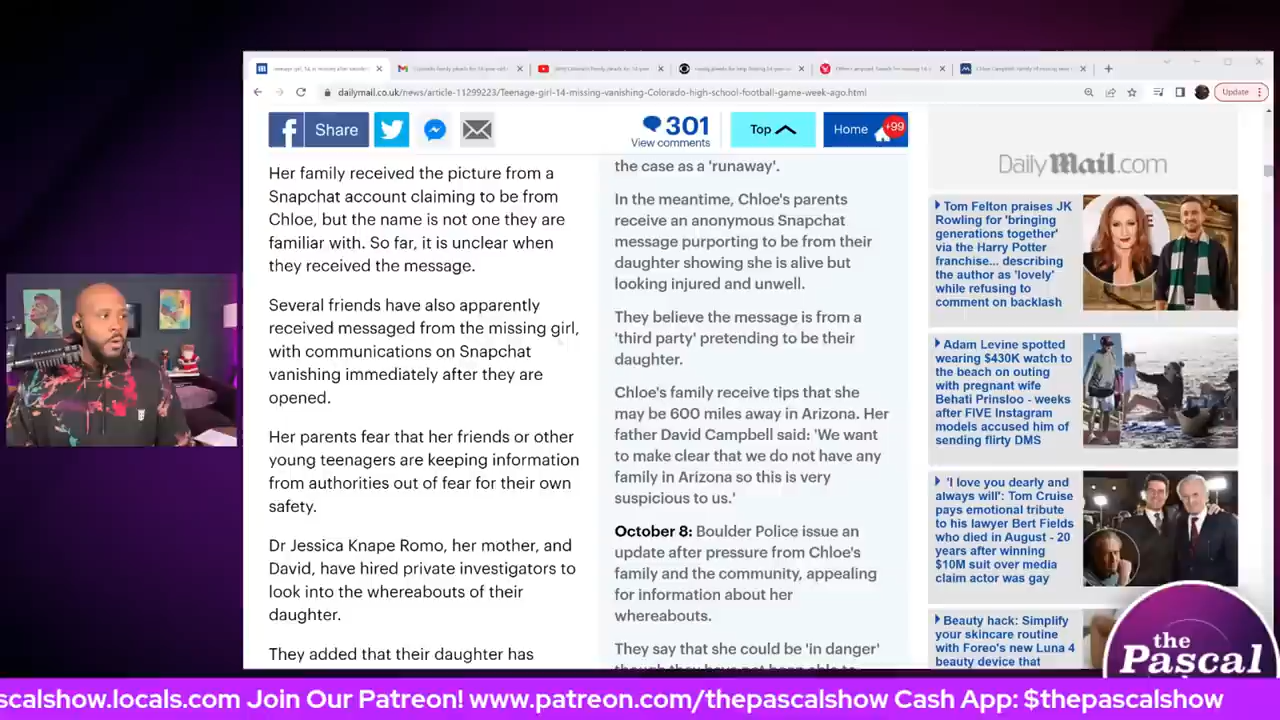 dailymail.co.uk/news/article-11299223/Teenage-girl-14-missing-vanishing-Colorado-high-school-football-game-week-ago.html
Update
Share
301
View comments
Top
Home
+99
Her family received the picture from a
Snapchat account claiming to be from
Chloe, but the name is not one they are
familiar with. So far, it is unclear when
they received the message.
Several friends have also apparently
received messaged from the missing girl,
with communications on Snapchat
vanishing immediately after they are
opened.
Her parents fear that her friends or other
young teenagers are keeping information
from authorities out of fear for their own
safety.
Dr Jessica Knape Romo, her mother, and
David, have hired private investigators to
look into the whereabouts of their
daughter.
They added that their daughter has
the case as a 'runaway'.
In the meantime, Chloe's parents
receive an anonymous Snapchat
message purporting to be from their
daughter showing she is alive but
looking injured and unwell.
They believe the message is from a
'third party' pretending to be their
daughter.
Chloe's family receive tips that she
may be 600 miles away in Arizona. Her
father David Campbell said: 'We want
to make clear that we do not have any
family in Arizona so this is very
suspicious to us.'
October 8: Boulder Police issue an
update after pressure from Chloe's
family and the community, appealing
for information about her
whereabouts.
They say that she could be 'in danger'
though they have not been able to
DailyMail.com
Tom Felton praises JK
Rowling for 'bringing
generations together'
via the Harry Potter
franchise... describing
the author as 'lovely'
while refusing to
comment on backlash
Adam Levine spotted
wearing $430K watch to
the beach on outing
with pregnant wife
Behati Prinsloo - weeks
after FIVE Instagram
models accused him of
sending flirty DMS
'I love you dearly and
always will': Tom Cruise
pays emotional tribute
to his lawyer Bert Fields
who died in August - 20
years after winning
$10M suit over media
claim actor was gay
Beauty hack: Simplify
your skincare routine
with Foreo's new Luna 4
beauty device that
the
Pascal
scalshow.locals.com Join Our Patreon! www.patreon.com/thepascalshow Cash App: $thepascalshow